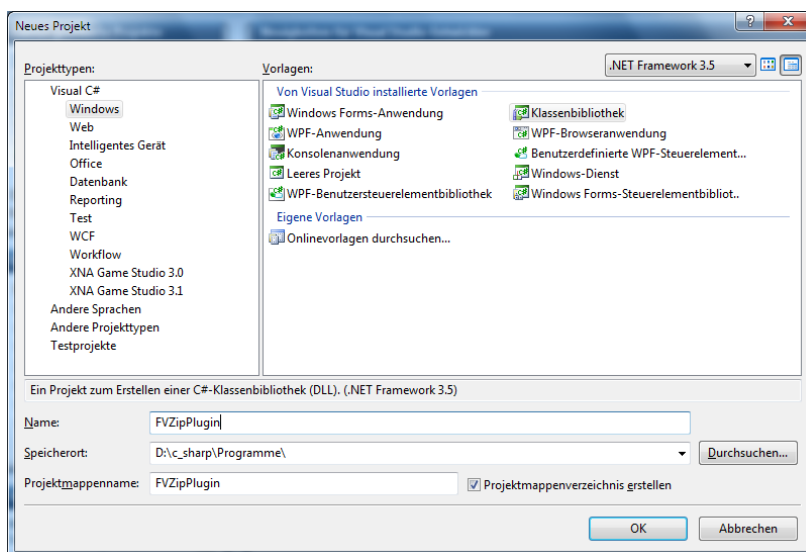 Neues Projekt
Projekttypen:
Vorlagen:
.NET Framework 3.5
Visual C#
Windows
Web
Intelligentes Gerät
Office
Datenbank
Reporting
Test
WCF
Workflow
XNA Game Studio 3.0
XNA Game Studio 3.1
Andere Sprachen
Andere Projekttypen
Testprojekte
Von Visual Studio installierte Vorlagen
Windows Forms-Anwendung
Klassenbibliothek
WPF-Anwendung
WPF-Browseranwendung
Konsolenanwendung
Benutzerdefinierte WPF-Steuerelement...
Leeres Projekt
Windows-Dienst
WPF-Benutzersteuerelementbibliothek
Windows Forms-Steuerelementbibliot..
Eigene Vorlagen
Onlinevorlagen durchsuchen...
Ein Projekt zum Erstellen einer C#-Klassenbibliothek (DLL). (.NET Framework 3.5)
Name:
FVZipPlugin
Speicherort:
D:\c_sharp\Programme\
Durchsuchen...
Projektmappenname:
FVZipPlugin
Projektmappenverzeichnis erstellen
OK
Abbrechen